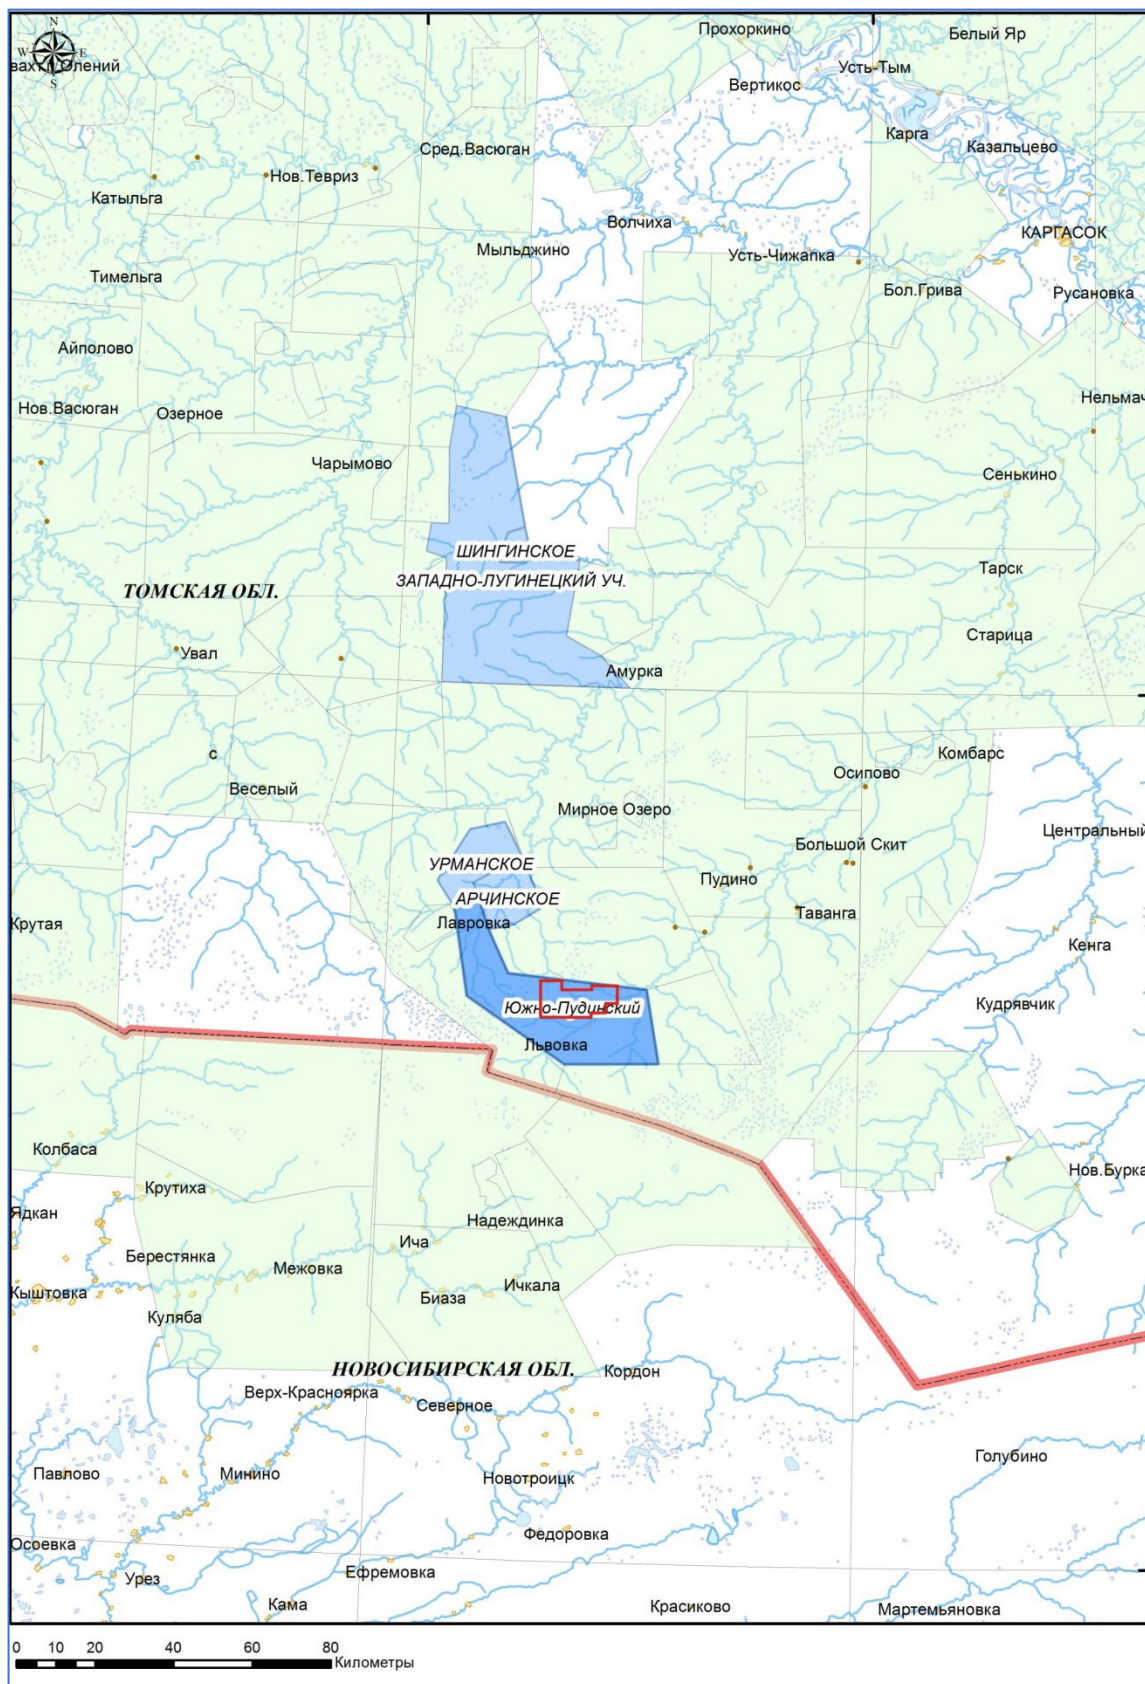 N
W E
S
Прохоркино
Белый Яр
Олений
Усть-Тым
Вертикос
Карга
Казальцево
Сред.Васюган
Нов.Тевриз
Катыльга
Волчиха
КАРГАСОК
Мыльджино
Усть-Чижапка
Тимельга
Бол.Грива
Русановка
Айполово
Нельмач
Нов.Васюган
Озерное
Чарымово
Сенькино
ШИНГИНСКОЕ
ЗАПАДНО-ЛУГИНЕЦКИЙ УЧ.
Тарск
ТОМСКАЯ ОБЛ.
Старица
Увал
Амурка
с
Комбарс
Осипово
Веселый
Мирное Озеро
Центральный
Большой Скит
УРМАНСКОЕ
Пудино
АРЧИНСКОЕ
Таванга
Крутая
Лавровка
Кенга
Южно-Пудинский
Кудрявчик
Львовка
Колбаса
Нов.Бурка
Крутиха
Ядкан
Надеждинка
Ича
Берестянка
Межовка
Ичкала
Кыштовка
Биаза
Куляба
НОВОСИБИРСКАЯ ОБЛ.
Кордон
Верх-Красноярка
Северное
Голубино
Павлово
Минино
Новотроицк
Федоровка
Осоевка
Ефремовка
Урез
Кама
Красиково
Мартемьяновка
0 10 20 40 60 80
Километры